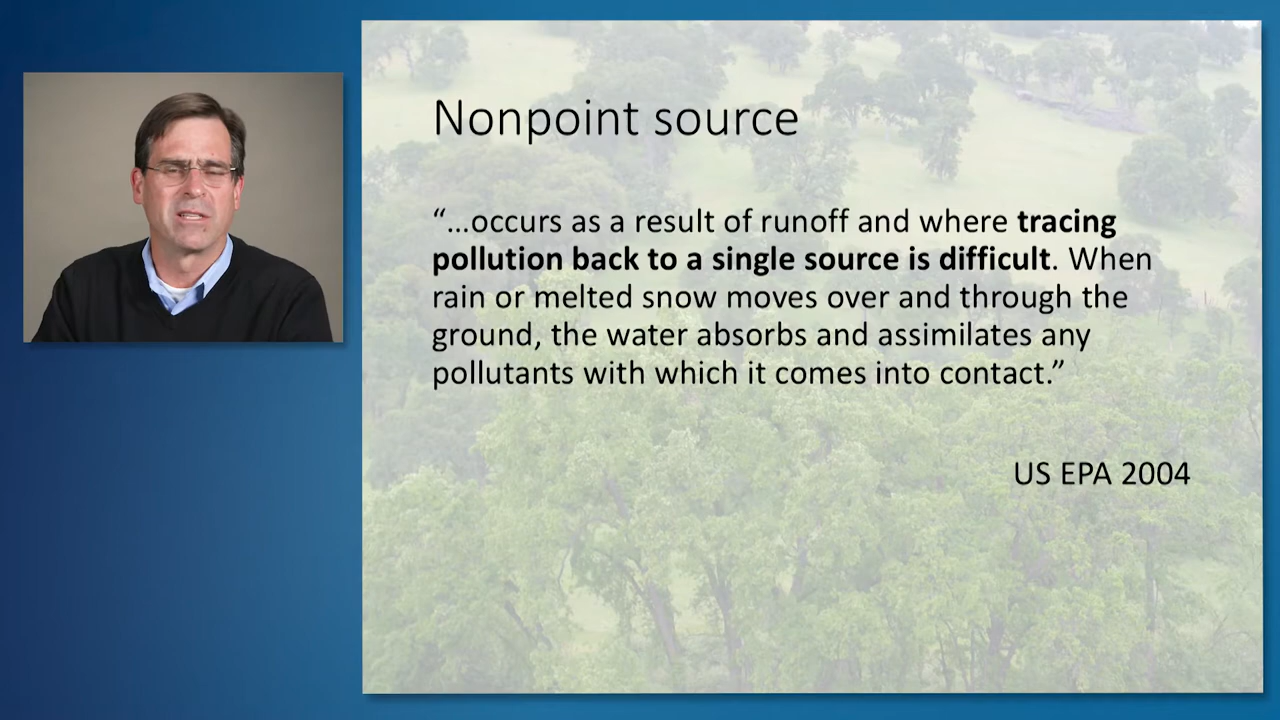 Nonpoint source
“...occurs as a result of runoff and where tracing
pollution back to a single source is difficult. When
rain or melted snow moves over and through the
ground, the water absorbs and assimilates any
pollutants with which it comes into contact.”
US EPA 2004